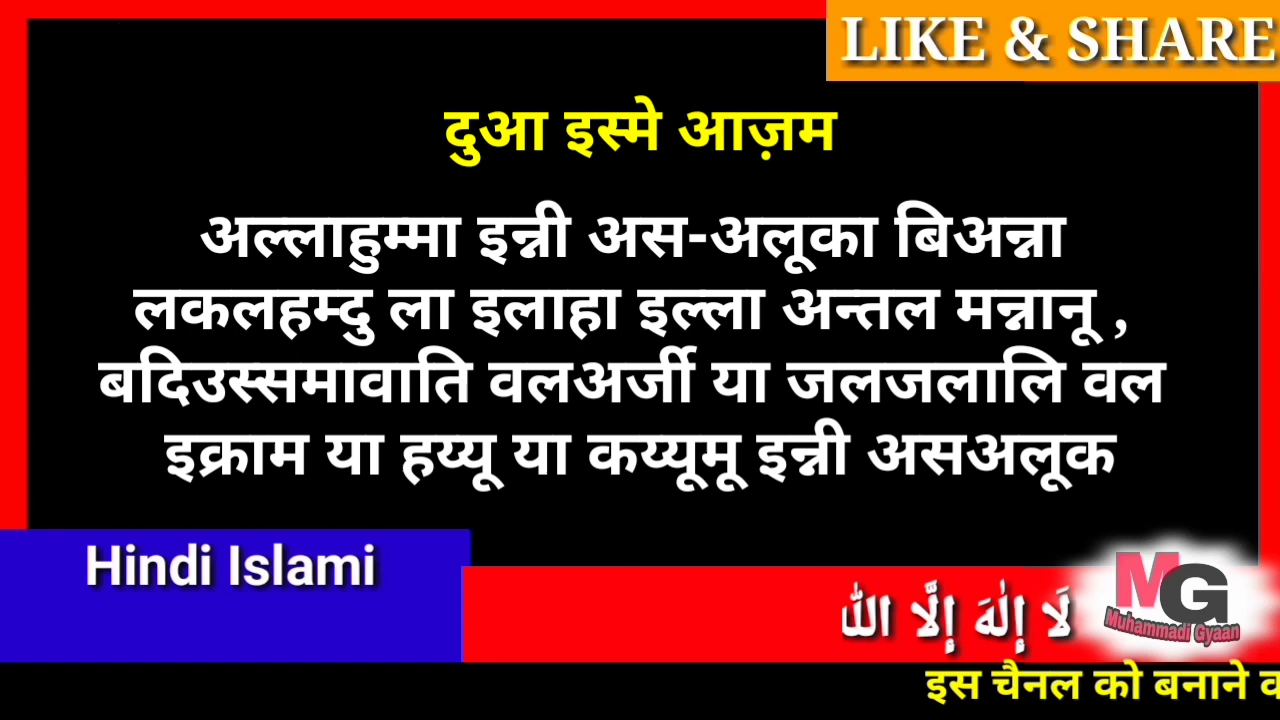 LIKE & SHARE
दुआ इस्मे आज़म
अल्लाहुम्मा इन्नी अस-अलूका बिअन्ना
लकलहम्दु ला इलाहा इल्ला अन्तल मन्नानू ,
बदिउस्समावाति वलअर्जी या जलजलालि वल
इक्राम या हय्यू या कय्यूमू इन्नी असअलूक
Hindi Islami
لَا إِلٰهَ إِلَّا الله
MG
Muhammadi Gyaan
इस चैनल को बनाने